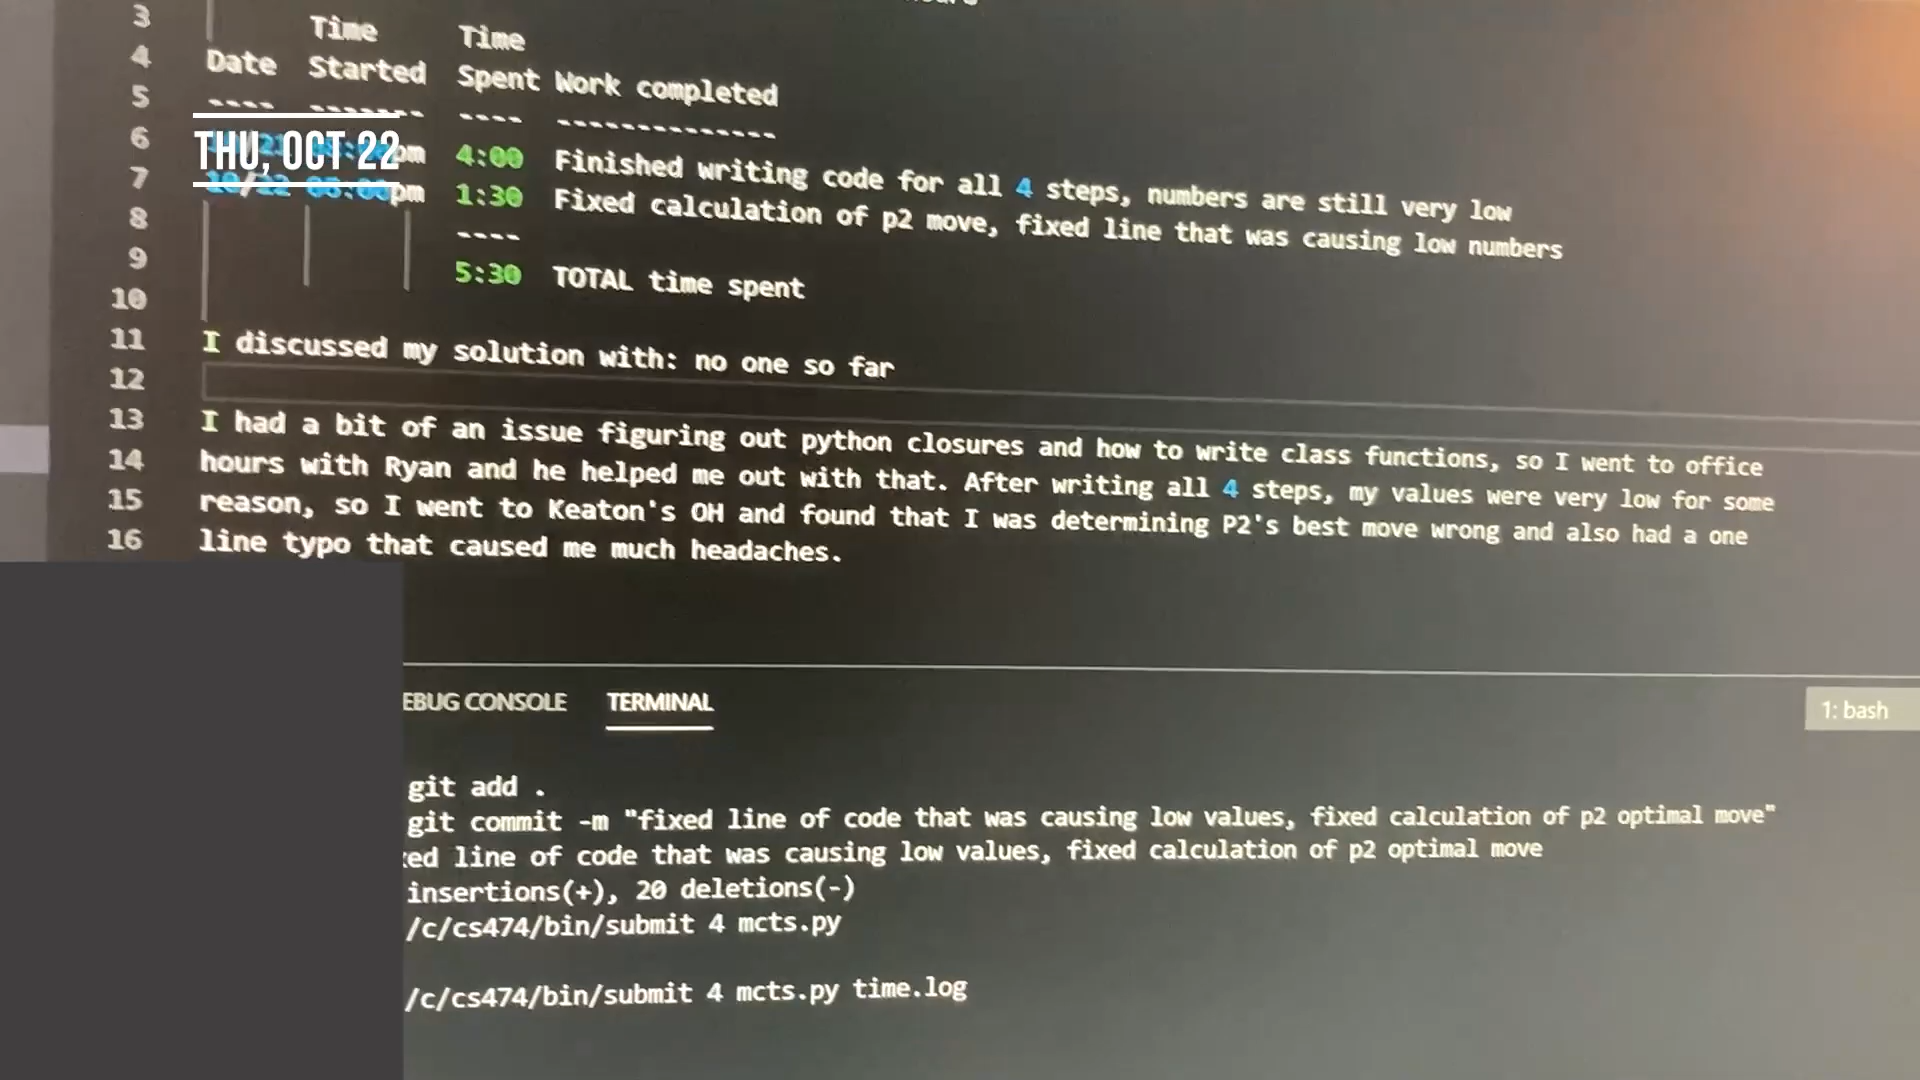 3
Time Time
4 Date Started Spent Work completed
5 ---- ------- ---- --------------
THU, OCT 22
6 pm 4:00 Finished writing code for all 4 steps, numbers are still very low
7 10/22 08:00pm 1:30 Fixed calculation of p2 move, fixed line that was causing low numbers
8 ----
9 5:30 TOTAL time spent
10
11 I discussed my solution with: no one so far
12
13 I had a bit of an issue figuring out python closures and how to write class functions, so I went to office
14 hours with Ryan and he helped me out with that. After writing all 4 steps, my values were very low for some
15 reason, so I went to Keaton's OH and found that I was determining P2's best move wrong and also had a one
16 line typo that caused me much headaches.
EBUG CONSOLE TERMINAL 1: bash
git add .
git commit -m "fixed line of code that was causing low values, fixed calculation of p2 optimal move"
ed line of code that was causing low values, fixed calculation of p2 optimal move
insertions(+), 20 deletions(-)
/c/cs474/bin/submit 4 mcts.py
/c/cs474/bin/submit 4 mcts.py time.log